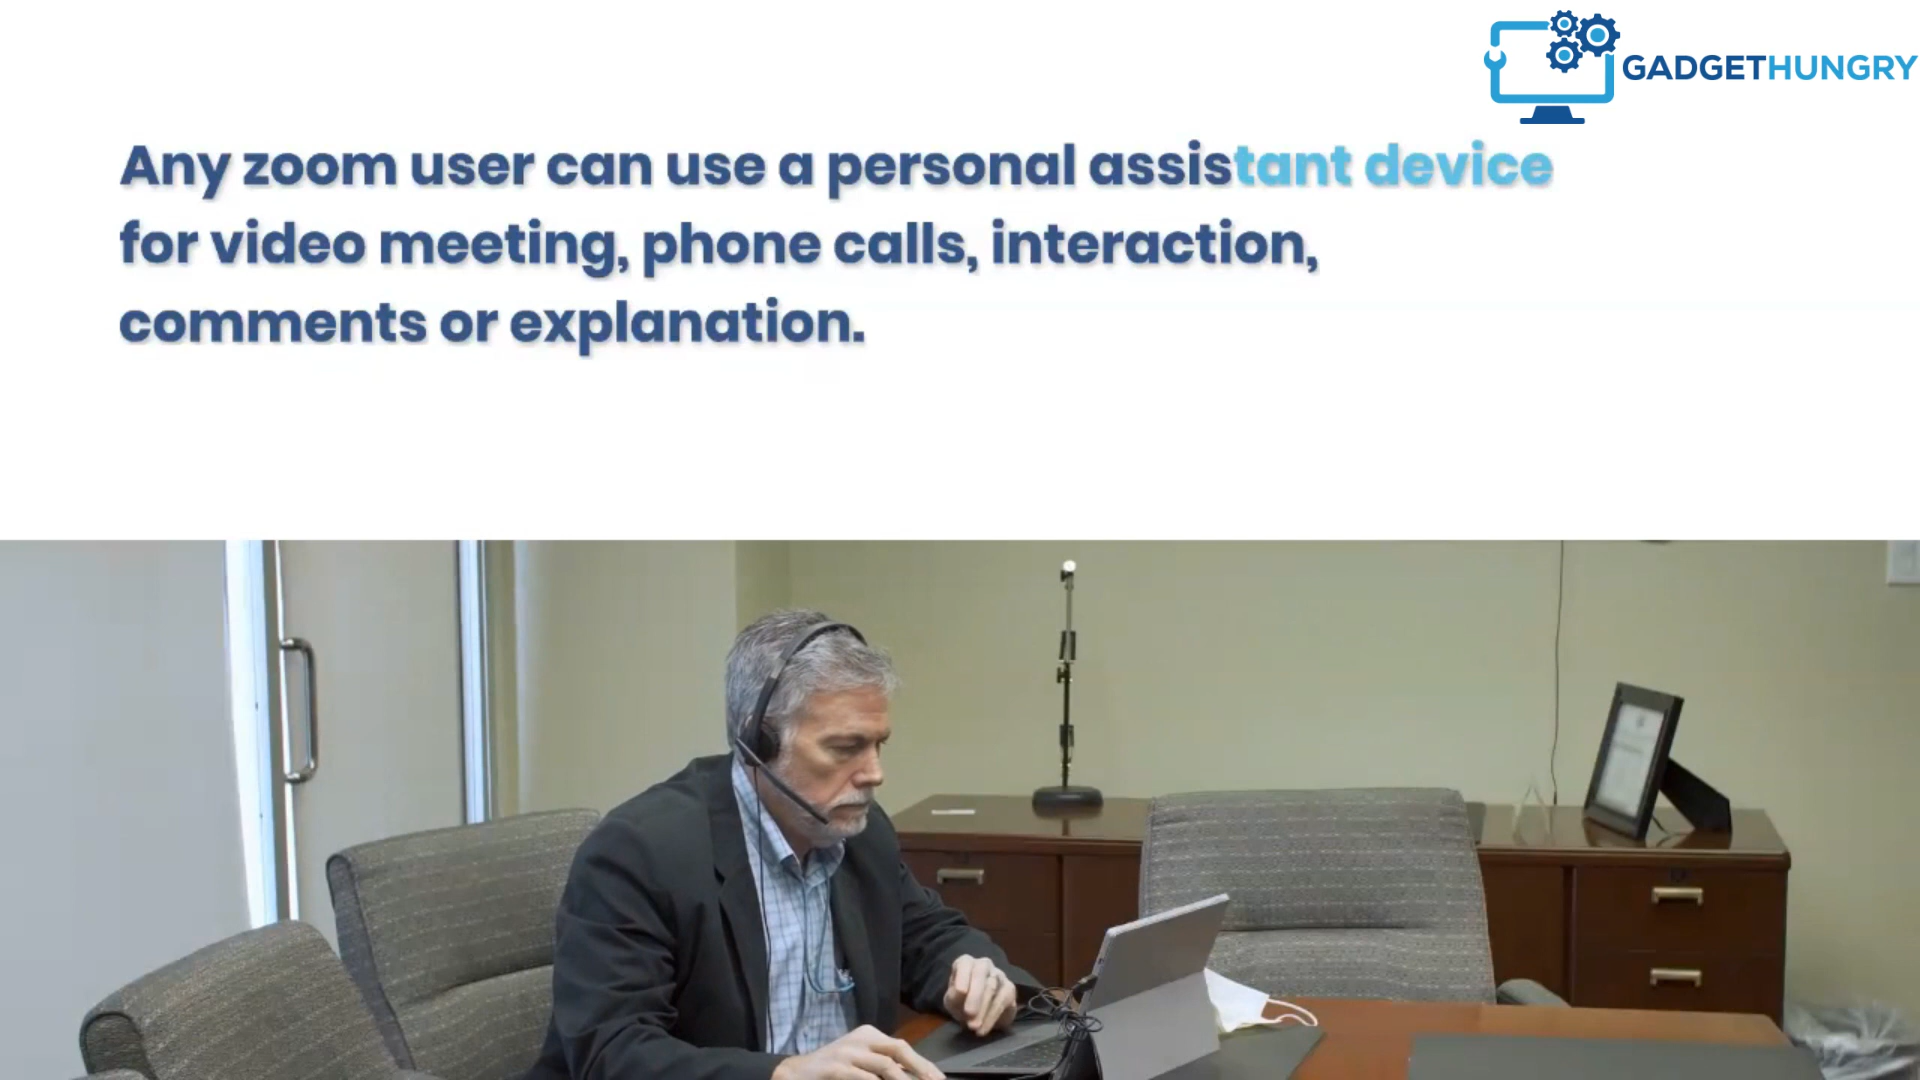 GADGETHUNGRY
Any zoom user can use a personal assistant device
for video meeting, phone calls, interaction,
comments or explanation.